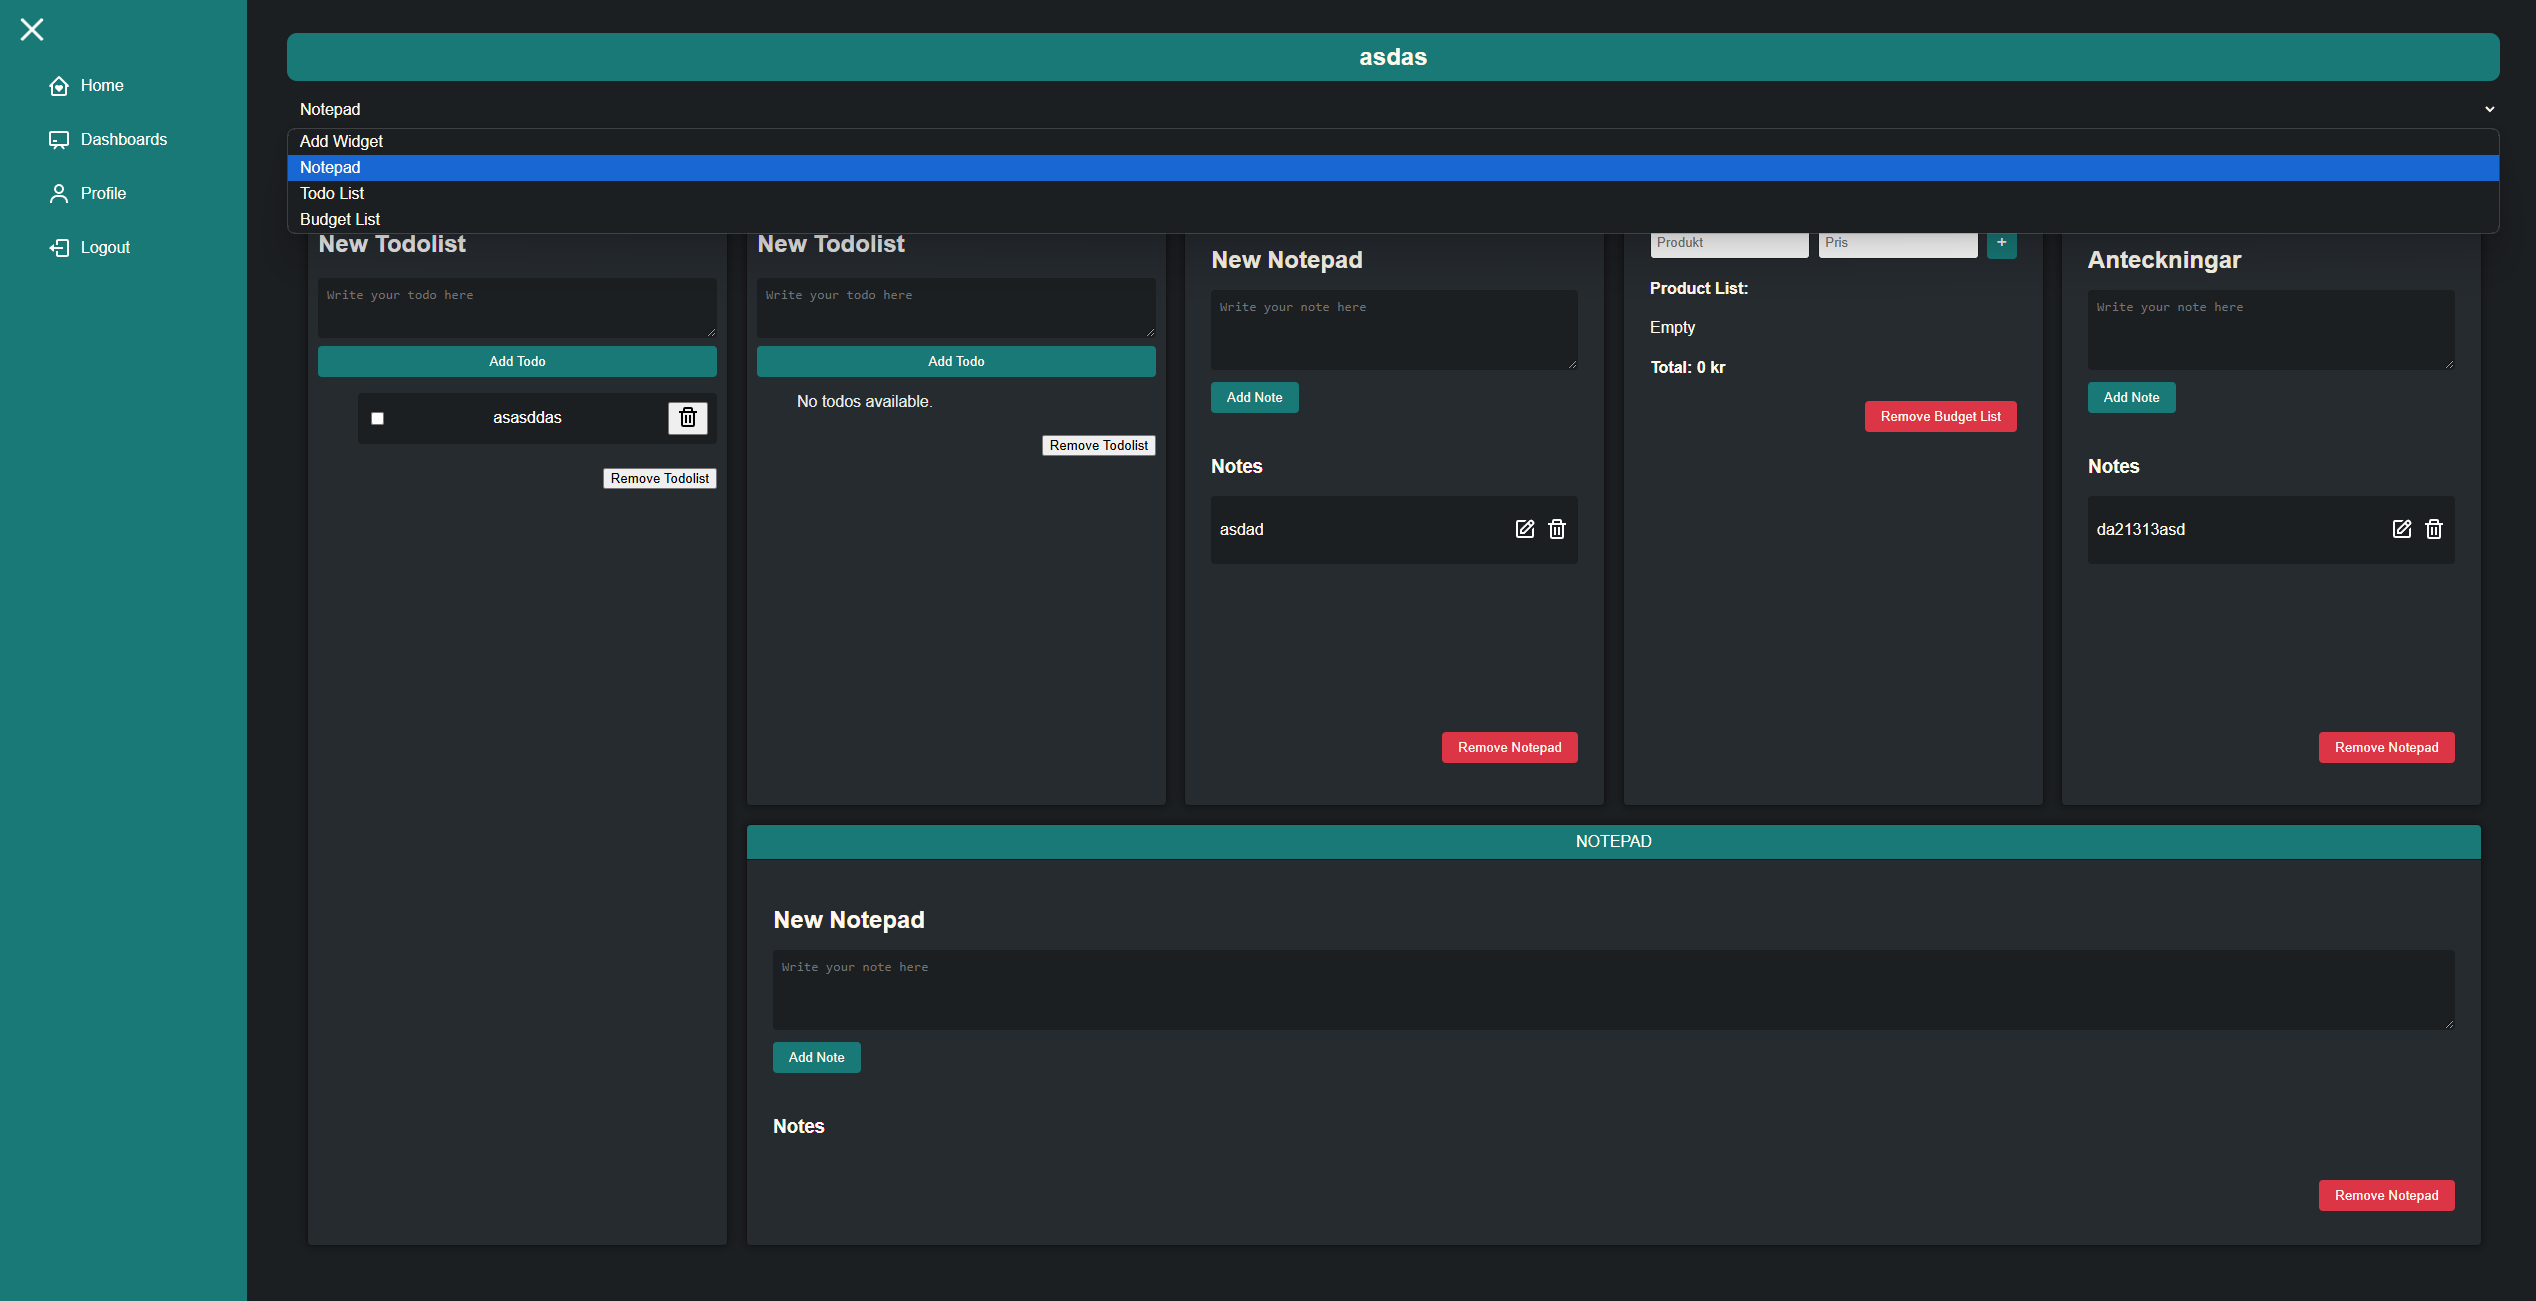 Home
Dashboards
Profile
Logout
asdas
Notepad
Add Widget
Notepad
Todo List
Budget List
New Todolist
Write your todo here
Add Todo
asasddas
Remove Todolist
New Todolist
Write your todo here
Add Todo
No todos available.
Remove Todolist
New Notepad
Write your note here
Add Note
Notes
asdad
Remove Notepad
Produkt Pris +
Product List:
Empty
Total: 0 kr
Remove Budget List
Anteckningar
Write your note here
Add Note
Notes
da21313asd
Remove Notepad
NOTEPAD
New Notepad
Write your note here
Add Note
Notes
Remove Notepad